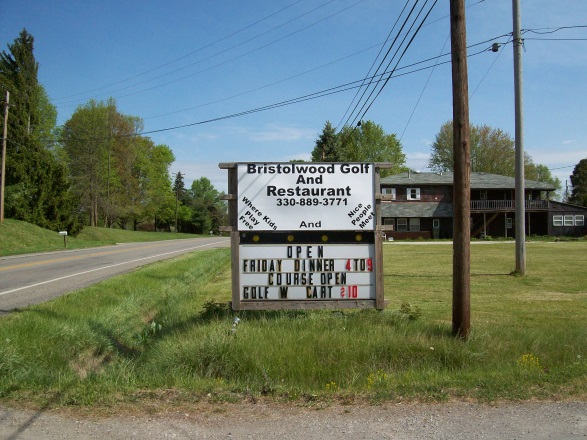 Bristolwood Golf
And
Restaurant
330-889-3771
Where Kids
Play
Free
And
Nice
People
Meet
OPEN
FRIDAY DINNER 4 TO 9
COURSE OPEN
GOLF W CART $10